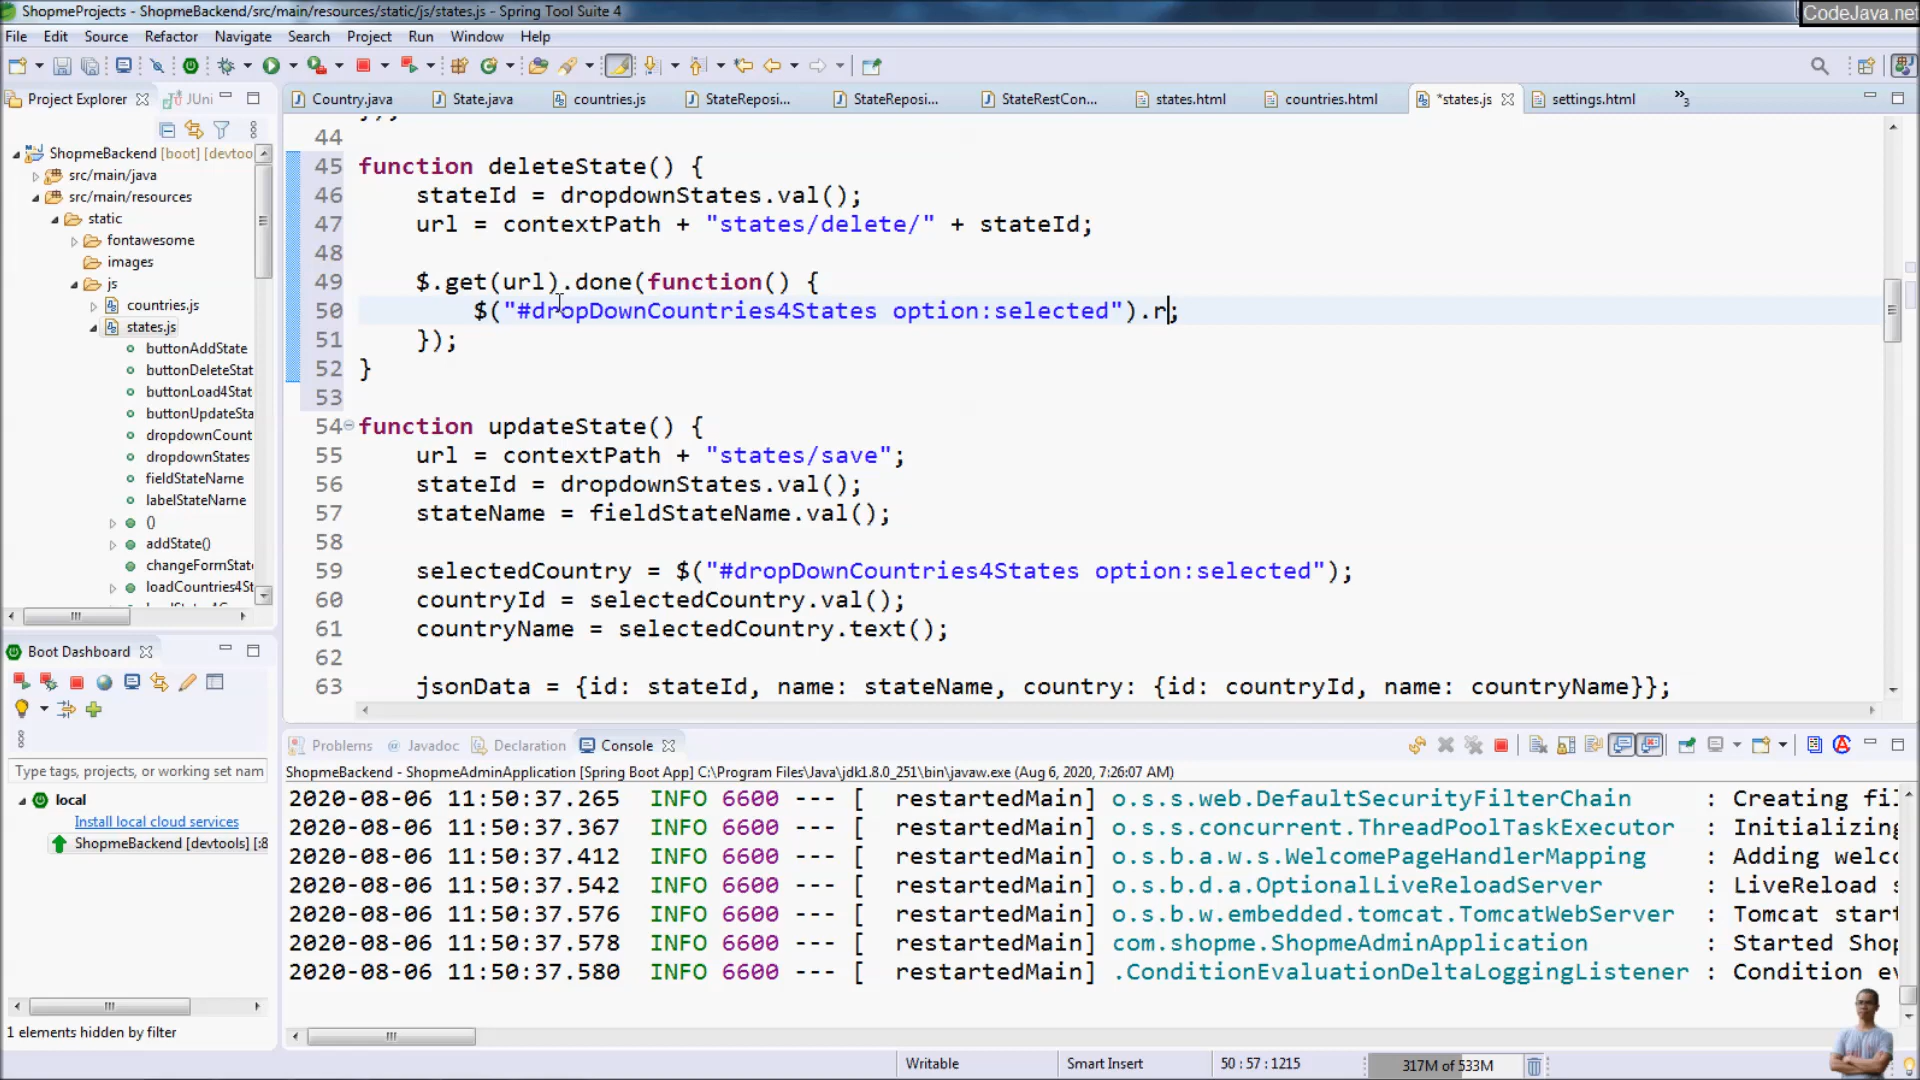 ShopmeProjects - ShopmeBackend/src/main/resources/static/js/states.js - Spring Tool Suite 4
CodeJava.net
File Edit Source Refactor Navigate Search Project Run Window Help
Project Explorer JUni
Country.java State.java countries.js StateReposi... StateReposi... StateRestCon... states.html countries.html *states.js settings.html »3
ShopmeBackend [boot] [devtoo
src/main/java
src/main/resources
static
fontawesome
images
js
countries.js
states.js
buttonAddState
buttonDeleteStat
buttonLoad4Stat
buttonUpdateSta
dropdownCount
dropdownStates
fieldStateName
labelStateName
()
addState()
changeFormState
loadCountries4St
44
45 function deleteState() {
46 stateId = dropdownStates.val();
47 url = contextPath + "states/delete/" + stateId;
48
49 $.get(url).done(function() {
50 $("#dropDownCountries4States option:selected").r;
51 });
52 }
53
54 function updateState() {
55 url = contextPath + "states/save";
56 stateId = dropdownStates.val();
57 stateName = fieldStateName.val();
58
59 selectedCountry = $("#dropDownCountries4States option:selected");
60 countryId = selectedCountry.val();
61 countryName = selectedCountry.text();
62
63 jsonData = {id: stateId, name: stateName, country: {id: countryId, name: countryName}};
Boot Dashboard
Type tags, projects, or working set nam
local
Install local cloud services
ShopmeBackend [devtools] [:8
1 elements hidden by filter
Problems @ Javadoc Declaration Console
ShopmeBackend - ShopmeAdminApplication [Spring Boot App] C:\Program Files\Java\jdk1.8.0_251\bin\javaw.exe (Aug 6, 2020, 7:26:07 AM)
2020-08-06 11:50:37.265 INFO 6600 --- [ restartedMain] o.s.s.web.DefaultSecurityFilterChain : Creating fil
2020-08-06 11:50:37.367 INFO 6600 --- [ restartedMain] o.s.s.concurrent.ThreadPoolTaskExecutor : Initializing
2020-08-06 11:50:37.412 INFO 6600 --- [ restartedMain] o.s.b.a.w.s.WelcomePageHandlerMapping : Adding welco
2020-08-06 11:50:37.542 INFO 6600 --- [ restartedMain] o.s.b.d.a.OptionalLiveReloadServer : LiveReload s
2020-08-06 11:50:37.576 INFO 6600 --- [ restartedMain] o.s.b.w.embedded.tomcat.TomcatWebServer : Tomcat start
2020-08-06 11:50:37.578 INFO 6600 --- [ restartedMain] com.shopme.ShopmeAdminApplication : Started Shop
2020-08-06 11:50:37.580 INFO 6600 --- [ restartedMain] .ConditionEvaluationDeltaLoggingListener : Condition ev
Writable Smart Insert 50 : 57 : 1215 317M of 533M